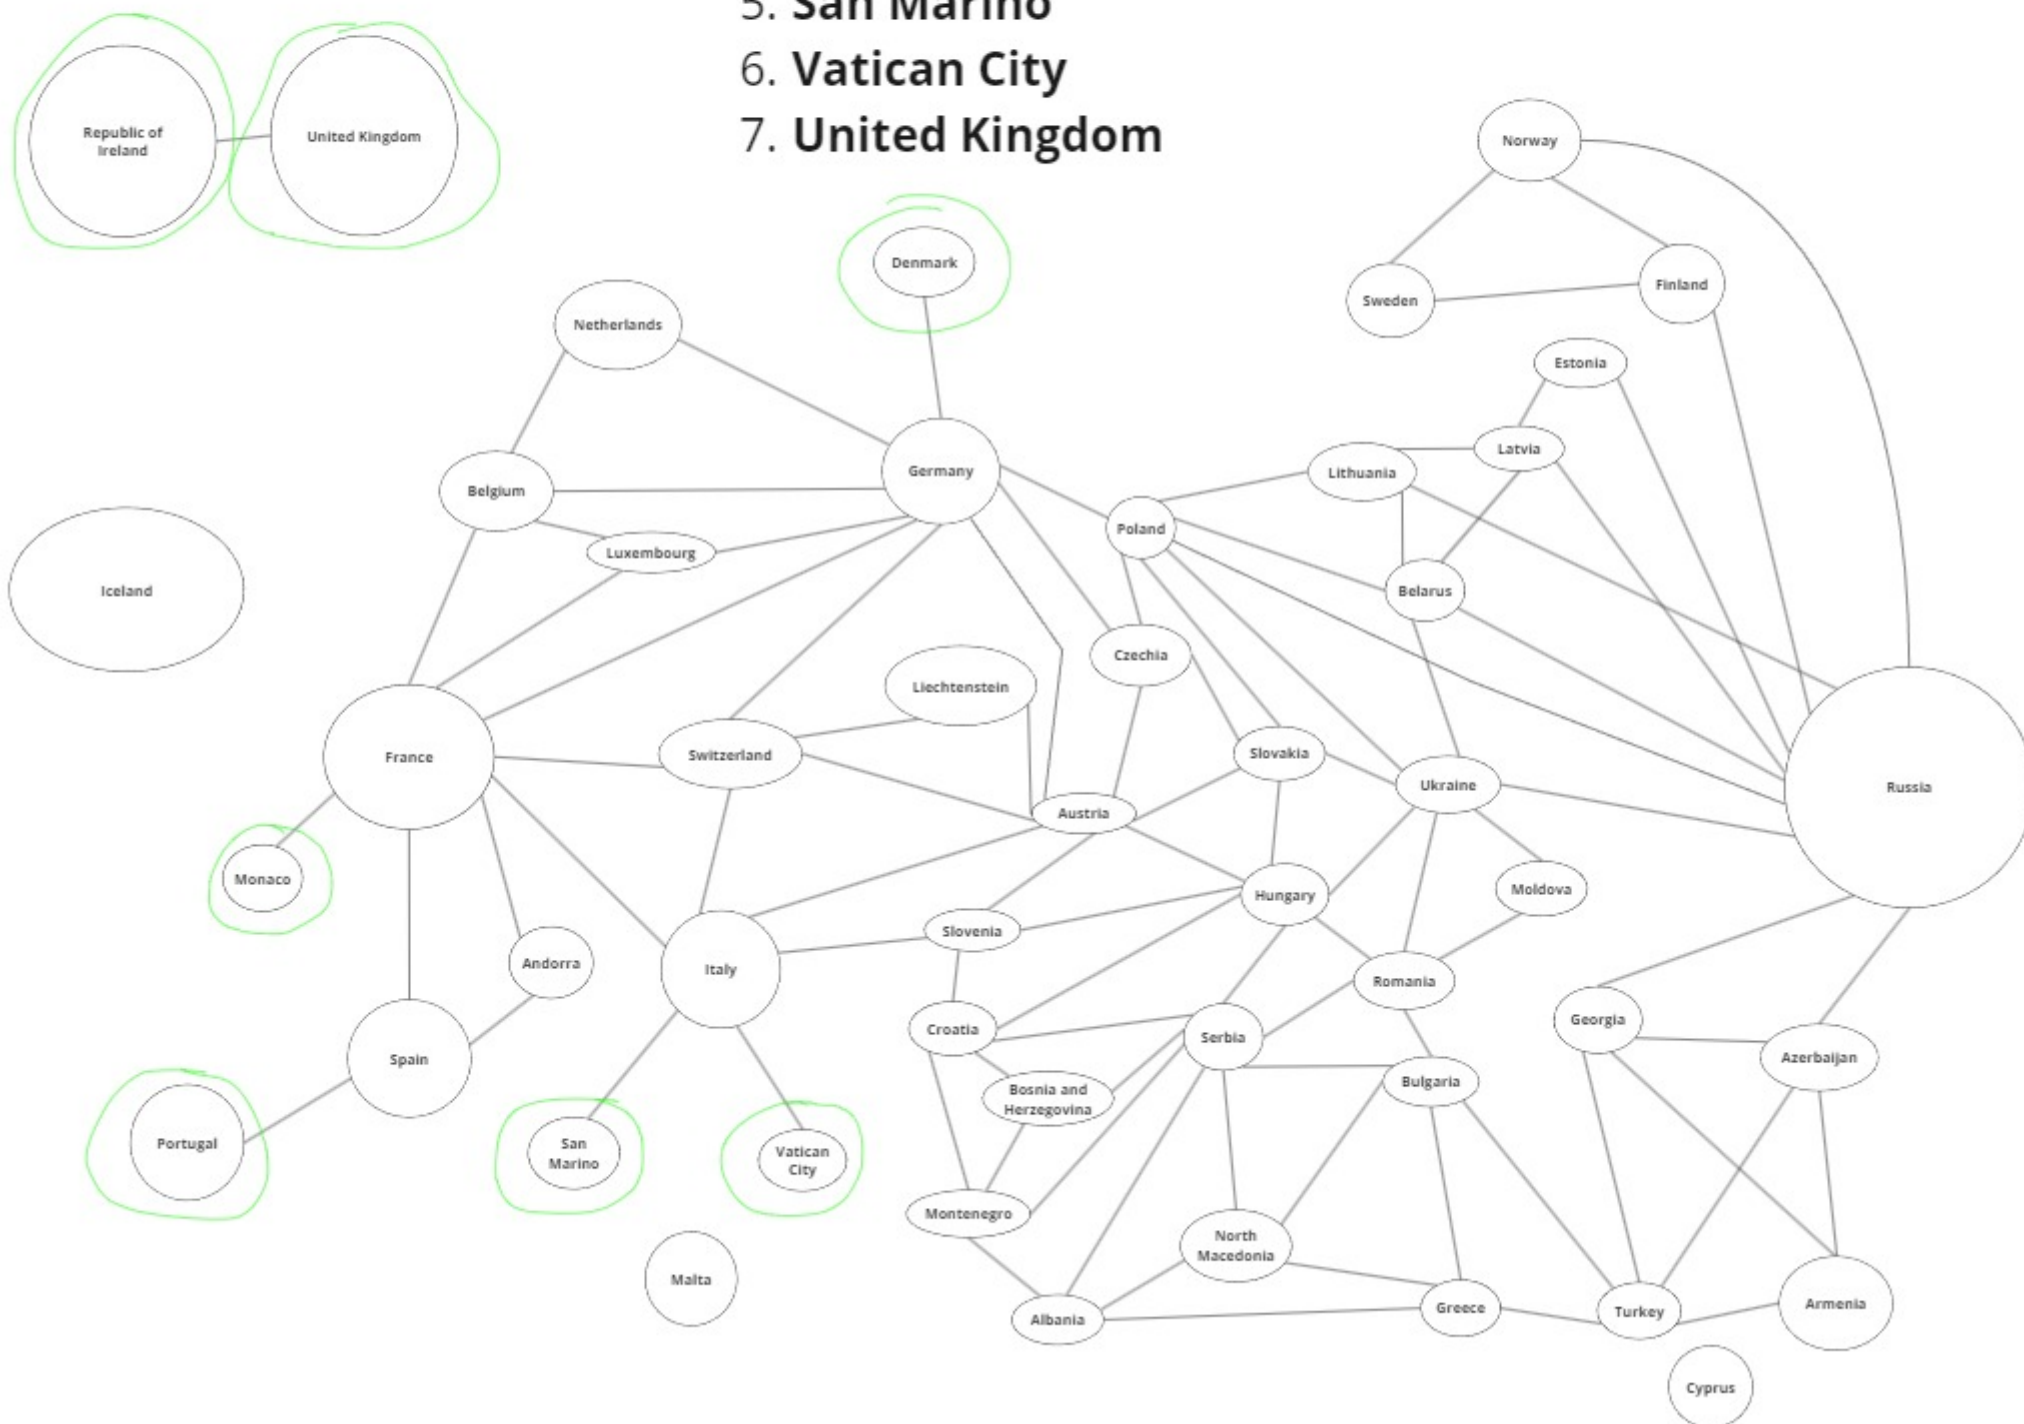 5. San Marino
6. Vatican City
7. United Kingdom
Republic of
Ireland
United Kingdom
Norway
Denmark
Sweden
Finland
Netherlands
Estonia
Latvia
Lithuania
Germany
Belgium
Poland
Luxembourg
Iceland
Belarus
Czechia
Liechtenstein
France
Switzerland
Slovakia
Ukraine
Russia
Austria
Monaco
Hungary
Moldova
Slovenia
Andorra
Italy
Romania
Georgia
Croatia
Serbia
Spain
Azerbaijan
Bulgaria
Bosnia and
Herzegovina
Portugal
San
Marino
Vatican
City
Montenegro
North
Macedonia
Malta
Albania
Greece
Turkey
Armenia
Cyprus